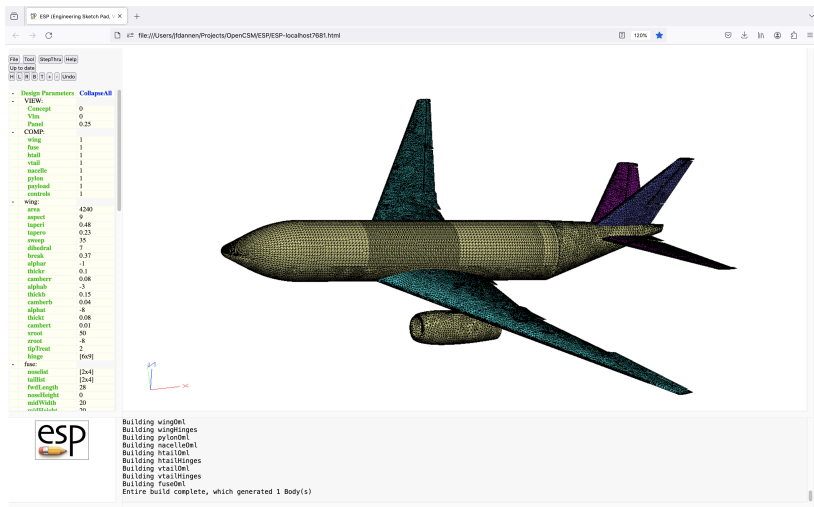 ESP (Engineering Sketch Pad, V
file:///Users/jfdannen/Projects/OpenCSM/ESP/ESP-localhost7681.html
120%
File Tool StepThru Help
Up to date
H L R B T + - Undo
- Design Parameters CollapseAll
- VIEW:
Concept 0
Vlm 0
Panel 0.25
- COMP:
wing 1
fuse 1
htail 1
vtail 1
nacelle 1
pylon 1
payload 1
controls 1
- wing:
area 4240
aspect 9
taperi 0.48
tapero 0.23
sweep 35
dihedral 7
break 0.37
alphar -1
thickr 0.1
camberr 0.08
alphab -3
thickb 0.15
camberb 0.04
alphat -8
thickt 0.08
cambert 0.01
xroot 50
zroot -8
tipTreat 2
hinge [6x9]
- fuse:
noselist [2x4]
taillist [2x4]
fwdLength 28
noseHeight 0
midWidth 20
midHeight 20
x
esp
Building wingOml
Building wingHinges
Building pylonOml
Building nacelleOml
Building htailOml
Building htailHinges
Building vtailOml
Building vtailHinges
Building fuseOml
Entire build complete, which generated 1 Body(s)